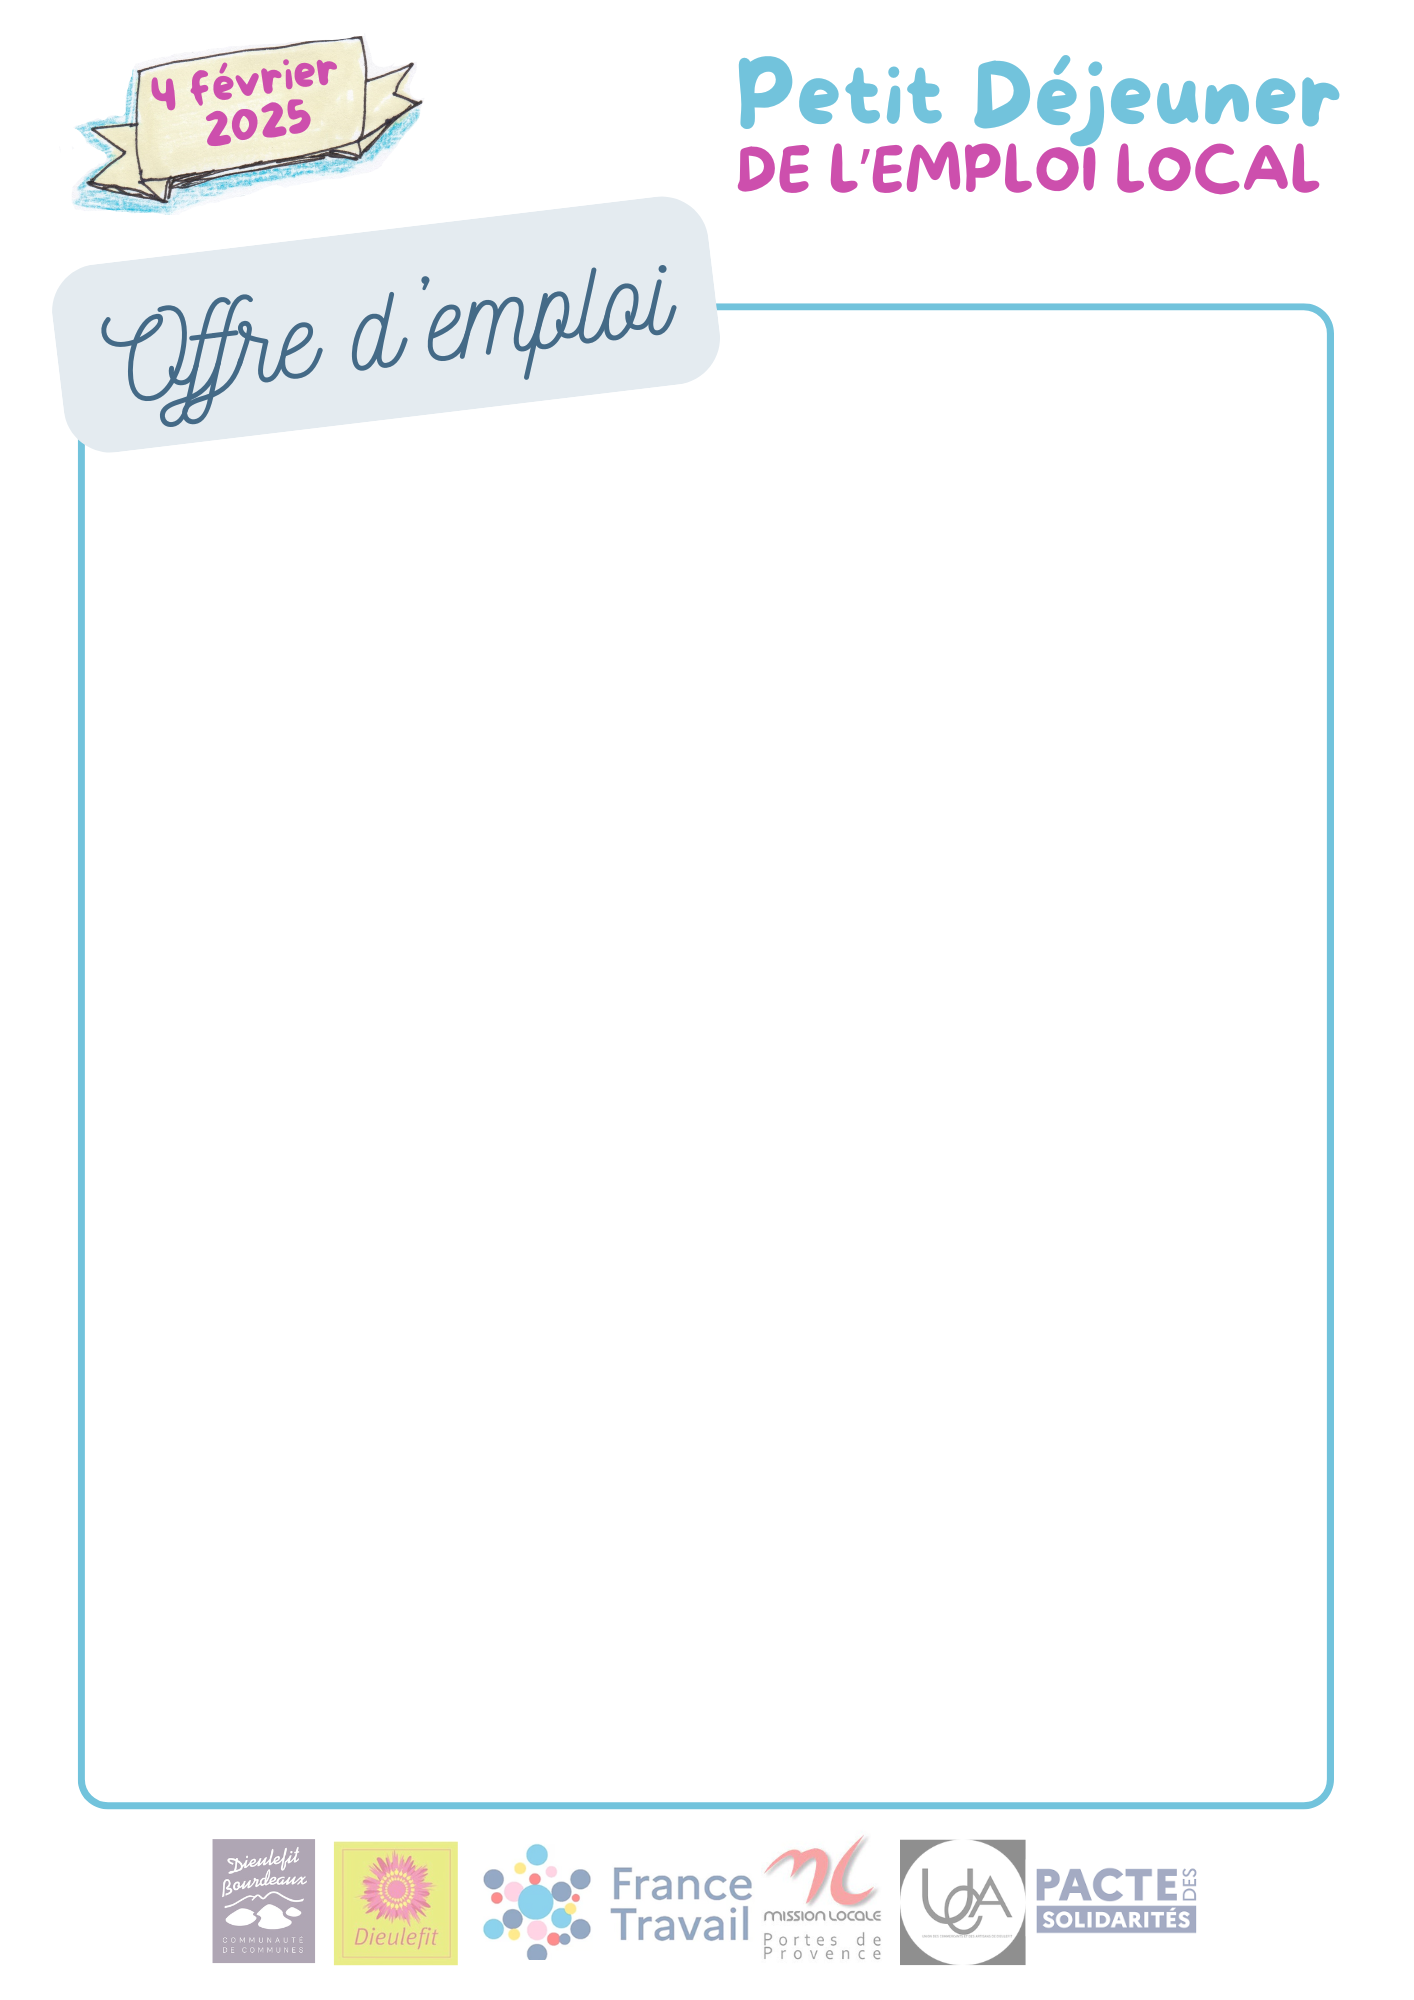 4 février
2025
Petit Déjeuner
DE L'EMPLOI LOCAL
Offre d'emploi
Dieulefit
Bourdeaux
COMMUNAUTÉ
DE COMMUNES
Dieulefit
France
Travail
MISSION LOCALE
Portes de
Provence
UCA
PACTE DES
SOLIDARITÉS